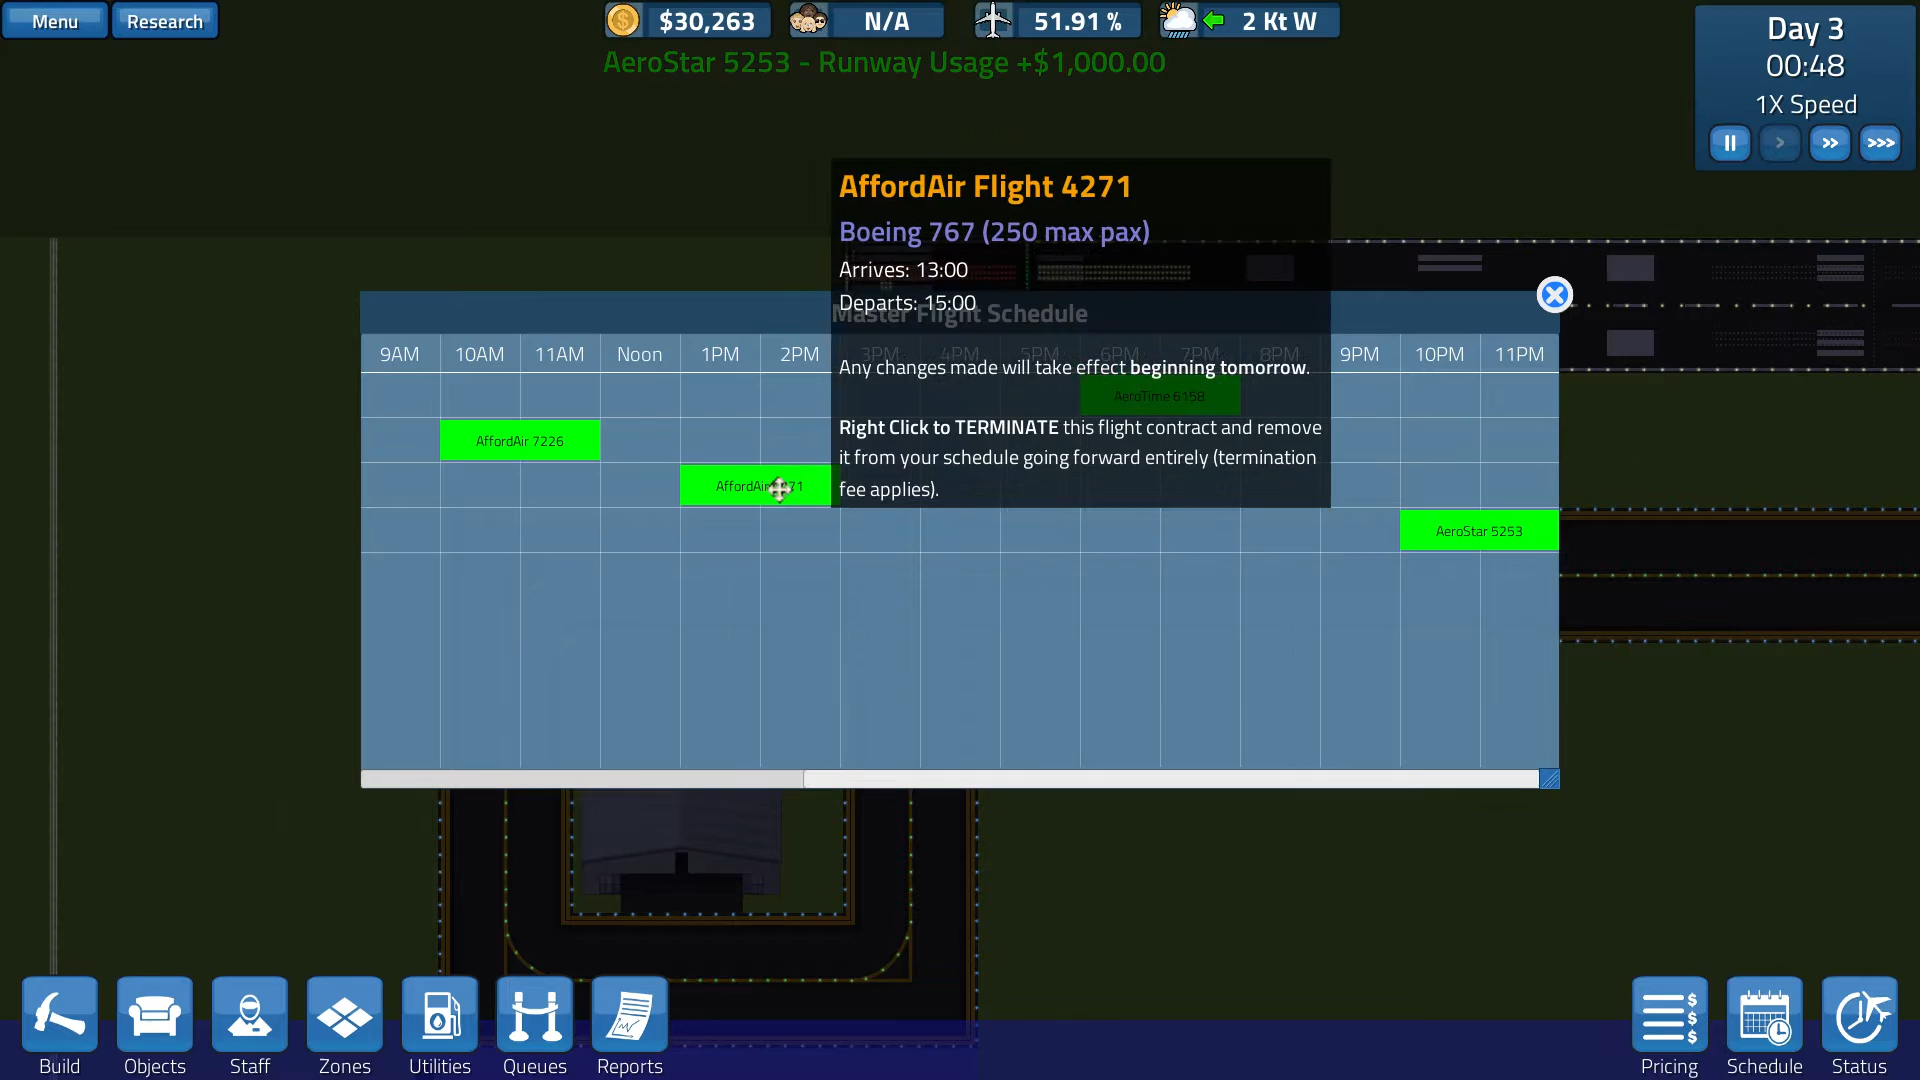 Menu
Research
$30,263
N/A
51.91 %
2 Kt W
AeroStar 5253 - Runway Usage +$1,000.00
Day 3
00:48
1X Speed
AffordAir Flight 4271
Boeing 767 (250 max pax)
Arrives: 13:00
Departs: 15:00
Master Flight Schedule
9AM 10AM 11AM Noon 1PM 2PM 3PM 4PM 5PM 6PM 7PM 8PM 9PM 10PM 11PM
Any changes made will take effect beginning tomorrow.
AeroTime 6158
Right Click to TERMINATE this flight contract and remove
it from your schedule going forward entirely (termination
fee applies).
AffordAir 7226
AffordAir 71
AeroStar 5253
Build
Objects
Staff
Zones
Utilities
Queues
Reports
Pricing
Schedule
Status